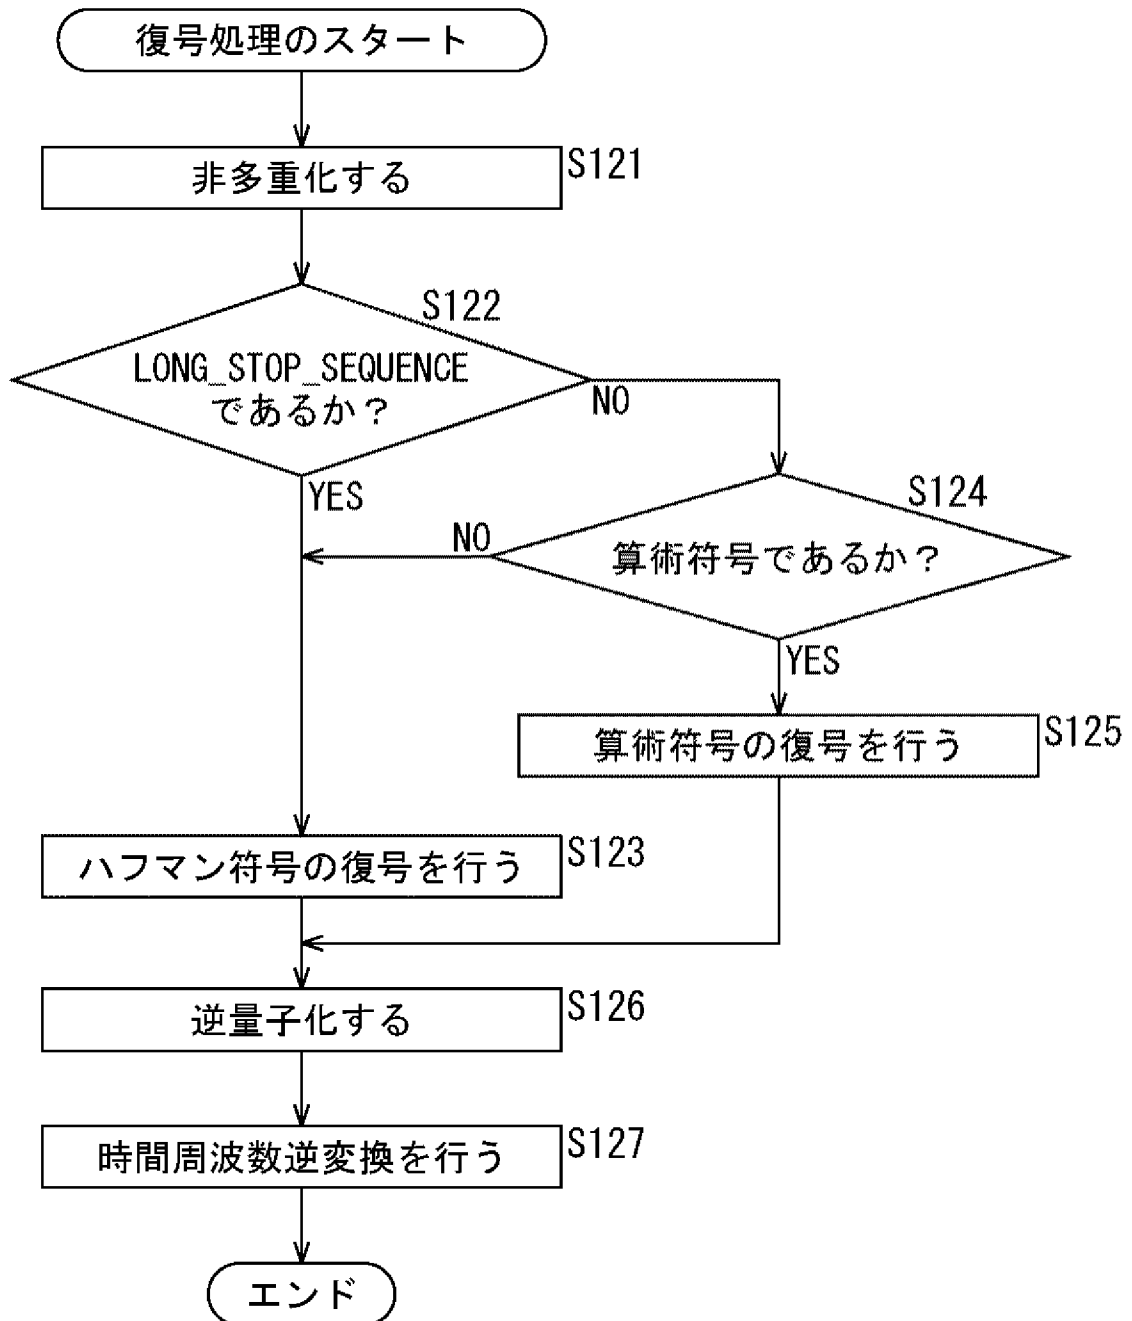 復号処理のスタート
非多重化する
S121
S122
LONG_STOP_SEQUENCE
であるか？
NO
YES
S124
算術符号であるか？
NO
YES
算術符号の復号を行う
S125
ハフマン符号の復号を行う
S123
逆量子化する
S126
時間周波数逆変換を行う
S127
エンド